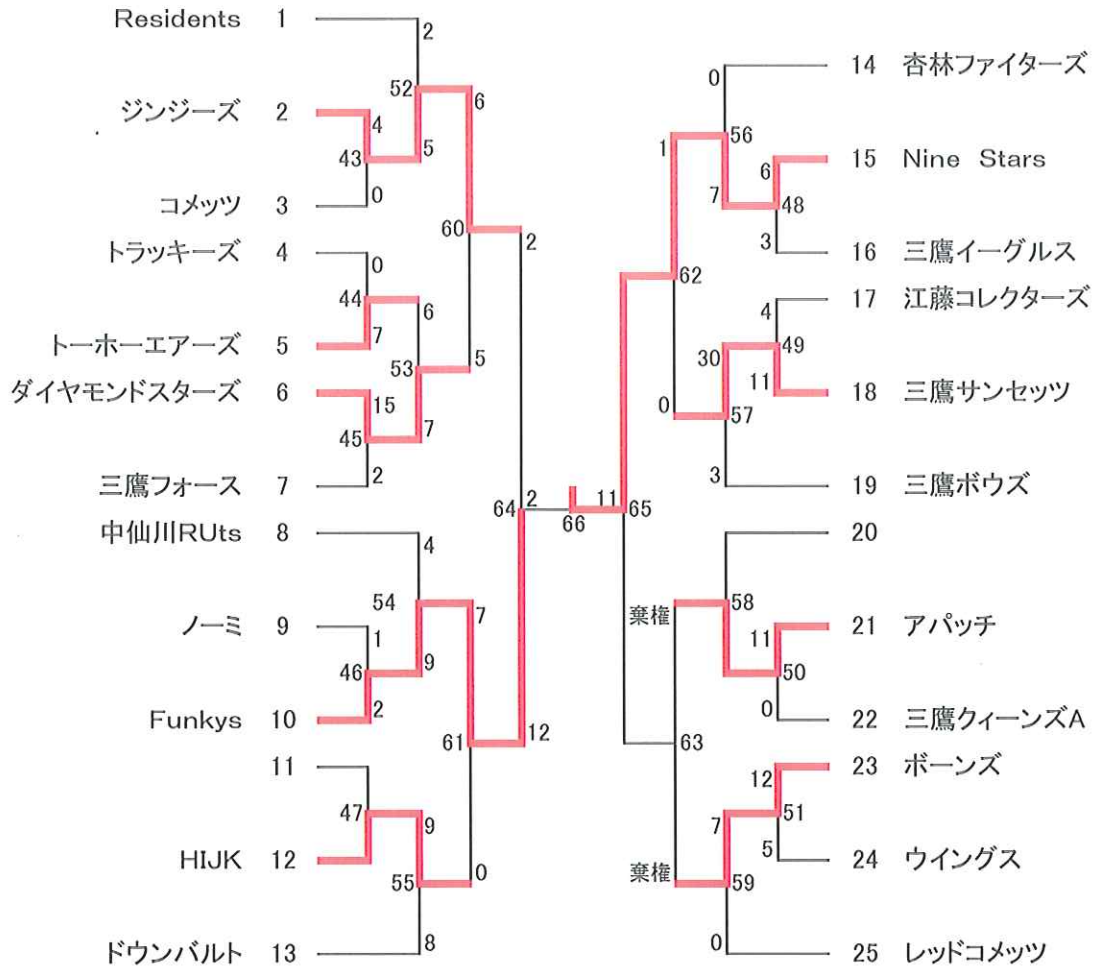 Residents 1
2
52
6
ジンジーズ 2
4
43
5
0
コメッツ 3
60
2
トラッキーズ 4
0
44
6
7
トーホーエアーズ 5
53
5
ダイヤモンドスターズ 6
15
45
7
2
三鷹フォース 7
64
2
66
中仙川RUts 8
4
54
7
ノーミ 9
1
46
9
2
Funkys 10
61
12
11
47
9
HIJK 12
0
55
8
ドウンバルト 13
14 杏林ファイターズ
0
56
1
15 Nine Stars
6
7
48
3
16 三鷹イーグルス
62
17 江藤コレクターズ
4
30
49
11
18 三鷹サンセッツ
0
57
3
19 三鷹ボウズ
11
65
20
棄権
58
21 アパッチ
11
50
0
22 三鷹クィーンズA
63
23 ボーンズ
12
7
51
5
24 ウイングス
棄権
59
0
25 レッドコメッツ